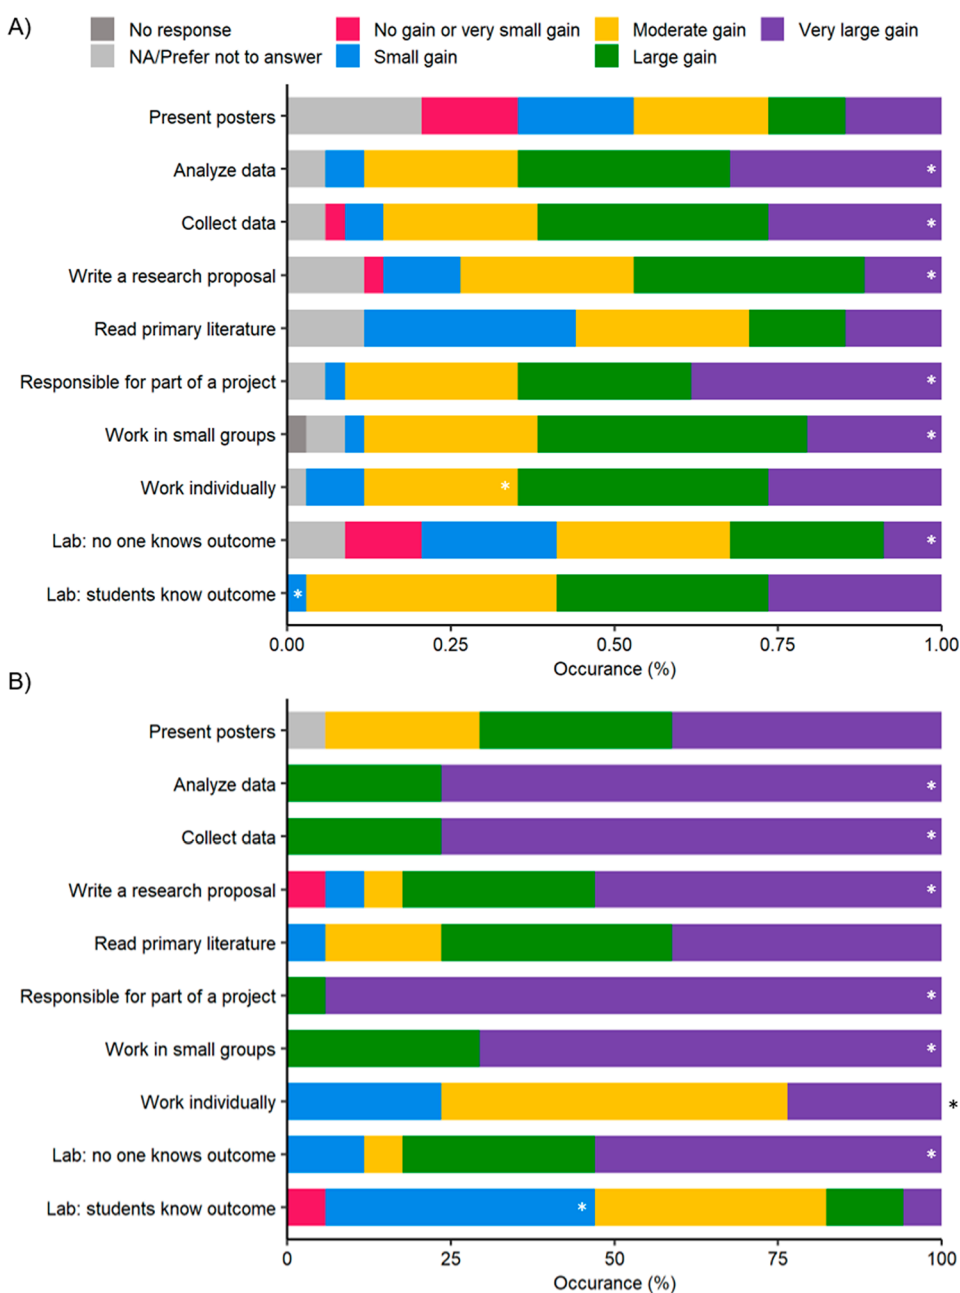 A)
No response
No gain or very small gain
Moderate gain
Very large gain
NA/Prefer not to answer
Small gain
Large gain
Present posters
Analyze data
*
Collect data
*
Write a research proposal
*
Read primary literature
Responsible for part of a project
*
Work in small groups
*
Work individually
*
Lab: no one knows outcome
*
Lab: students know outcome
*
0.00 0.25 0.50 0.75 1.00
Occurance (%)
B)
Present posters
Analyze data
*
Collect data
*
Write a research proposal
*
Read primary literature
Responsible for part of a project
*
Work in small groups
*
Work individually
*
Lab: no one knows outcome
*
Lab: students know outcome
*
0 25 50 75 100
Occurance (%)